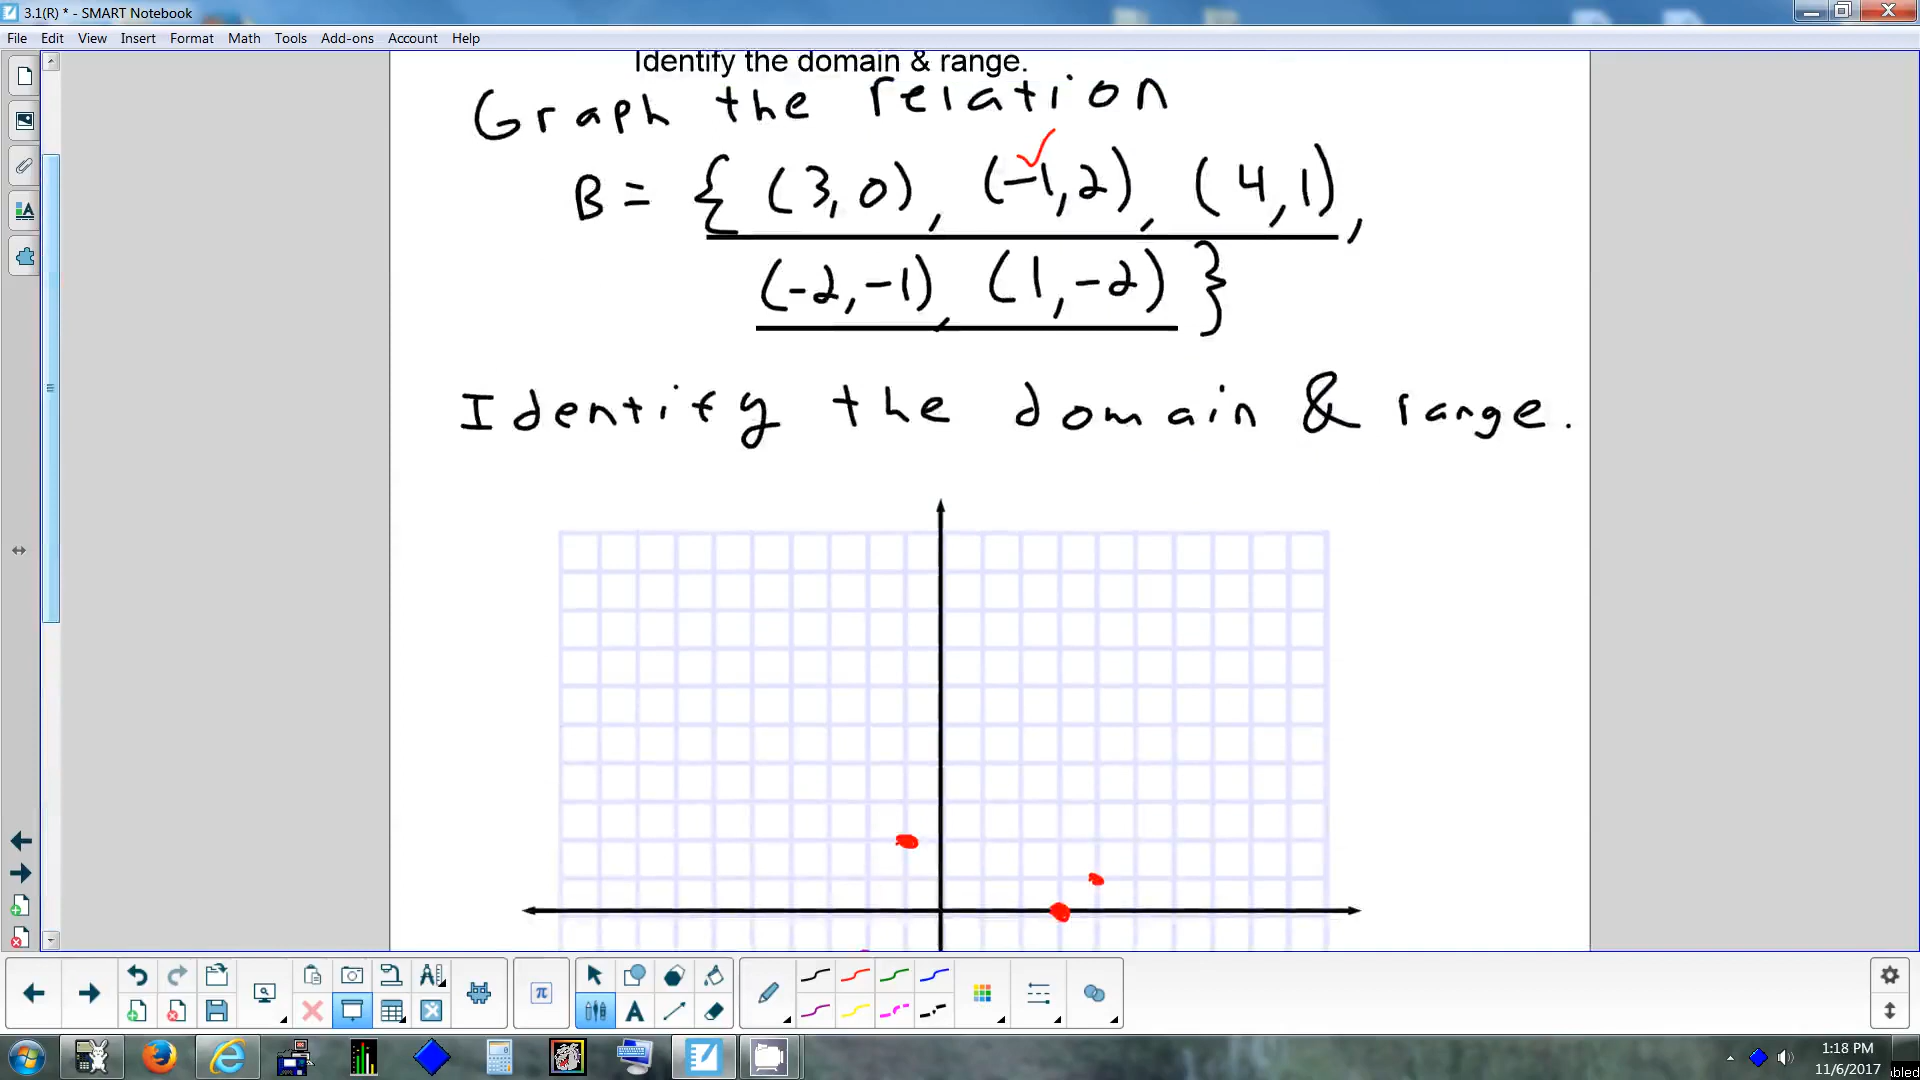 3.1(R) * - SMART Notebook
File Edit View Insert Format Math Tools Add-ons Account Help
Identify the domain & range.
Graph the relation
B = { (3,0), (-1,2), (4,1),
(-2,-1), (1,-2) }
Identify the domain & range.
π
A
1:18 PM
11/6/2017
bled